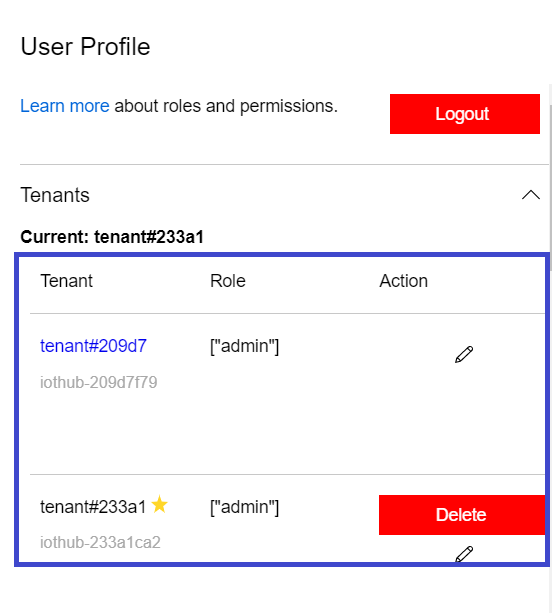 User Profile
Learn more about roles and permissions.
Logout
Tenants
Current: tenant#233a1
Tenant Role Action
tenant#209d7 ["admin"]
iothub-209d7f79
tenant#233a1 ["admin"] Delete
iothub-233a1ca2